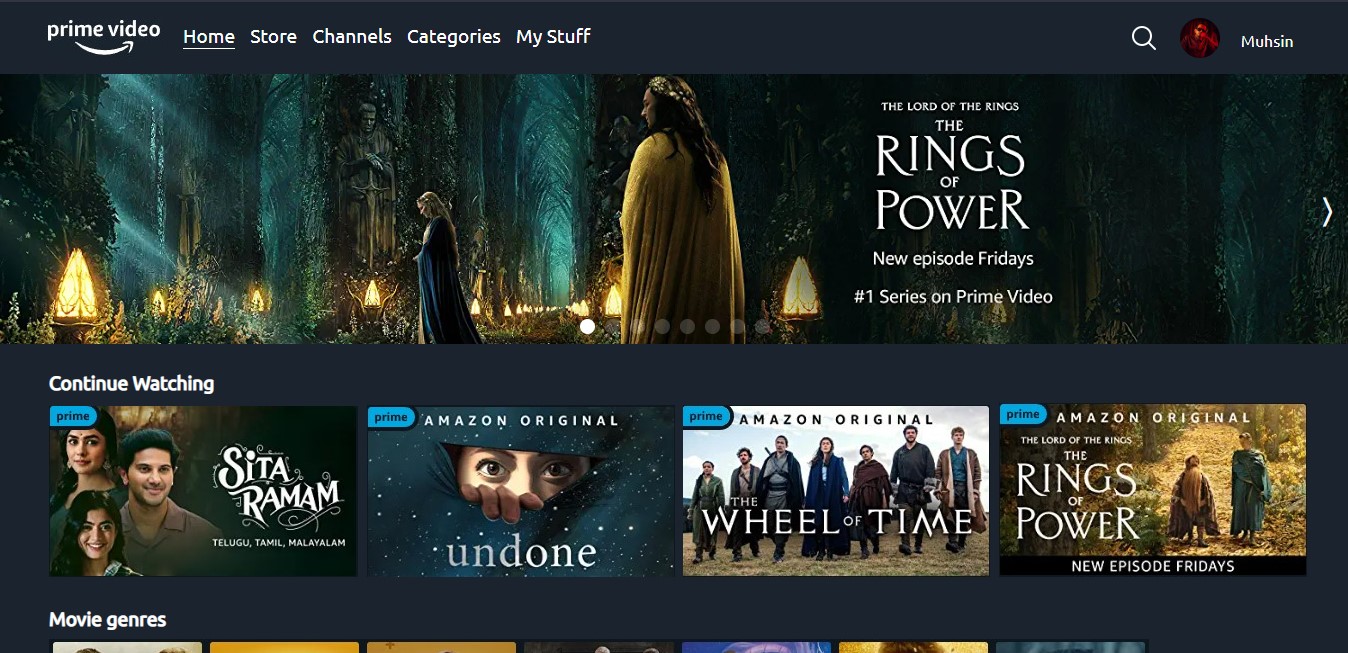 prime video
Home Store Channels Categories My Stuff
Muhsin
THE LORD OF THE RINGS
THE
RINGS
OF
POWER
New episode Fridays
#1 Series on Prime Video
Continue Watching
prime
SITA
RAMAM
TELUGU, TAMIL, MALAYALAM
prime
AMAZON ORIGINAL
undone
prime
AMAZON ORIGINAL
THE
WHEEL OF TIME
prime
AMAZON ORIGINAL
THE LORD OF THE RINGS
THE
RINGS
OF
POWER
NEW EPISODE FRIDAYS
Movie genres